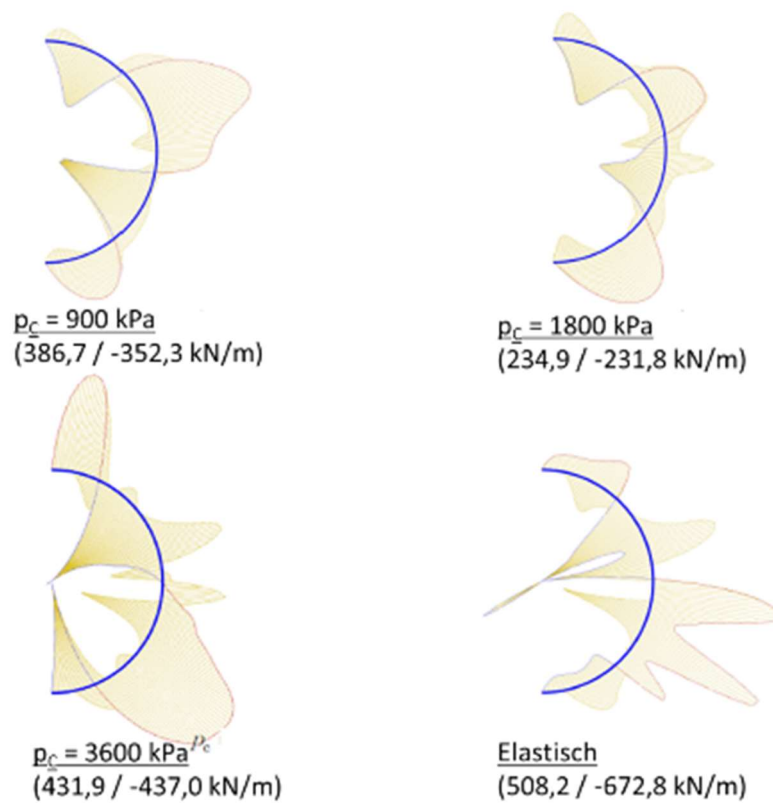 p_C = 900 kPa
(386,7 / -352,3 kN/m)
p_C = 1800 kPa
(234,9 / -231,8 kN/m)
p_C = 3600 kPa p_c
(431,9 / -437,0 kN/m)
Elastisch
(508,2 / -672,8 kN/m)